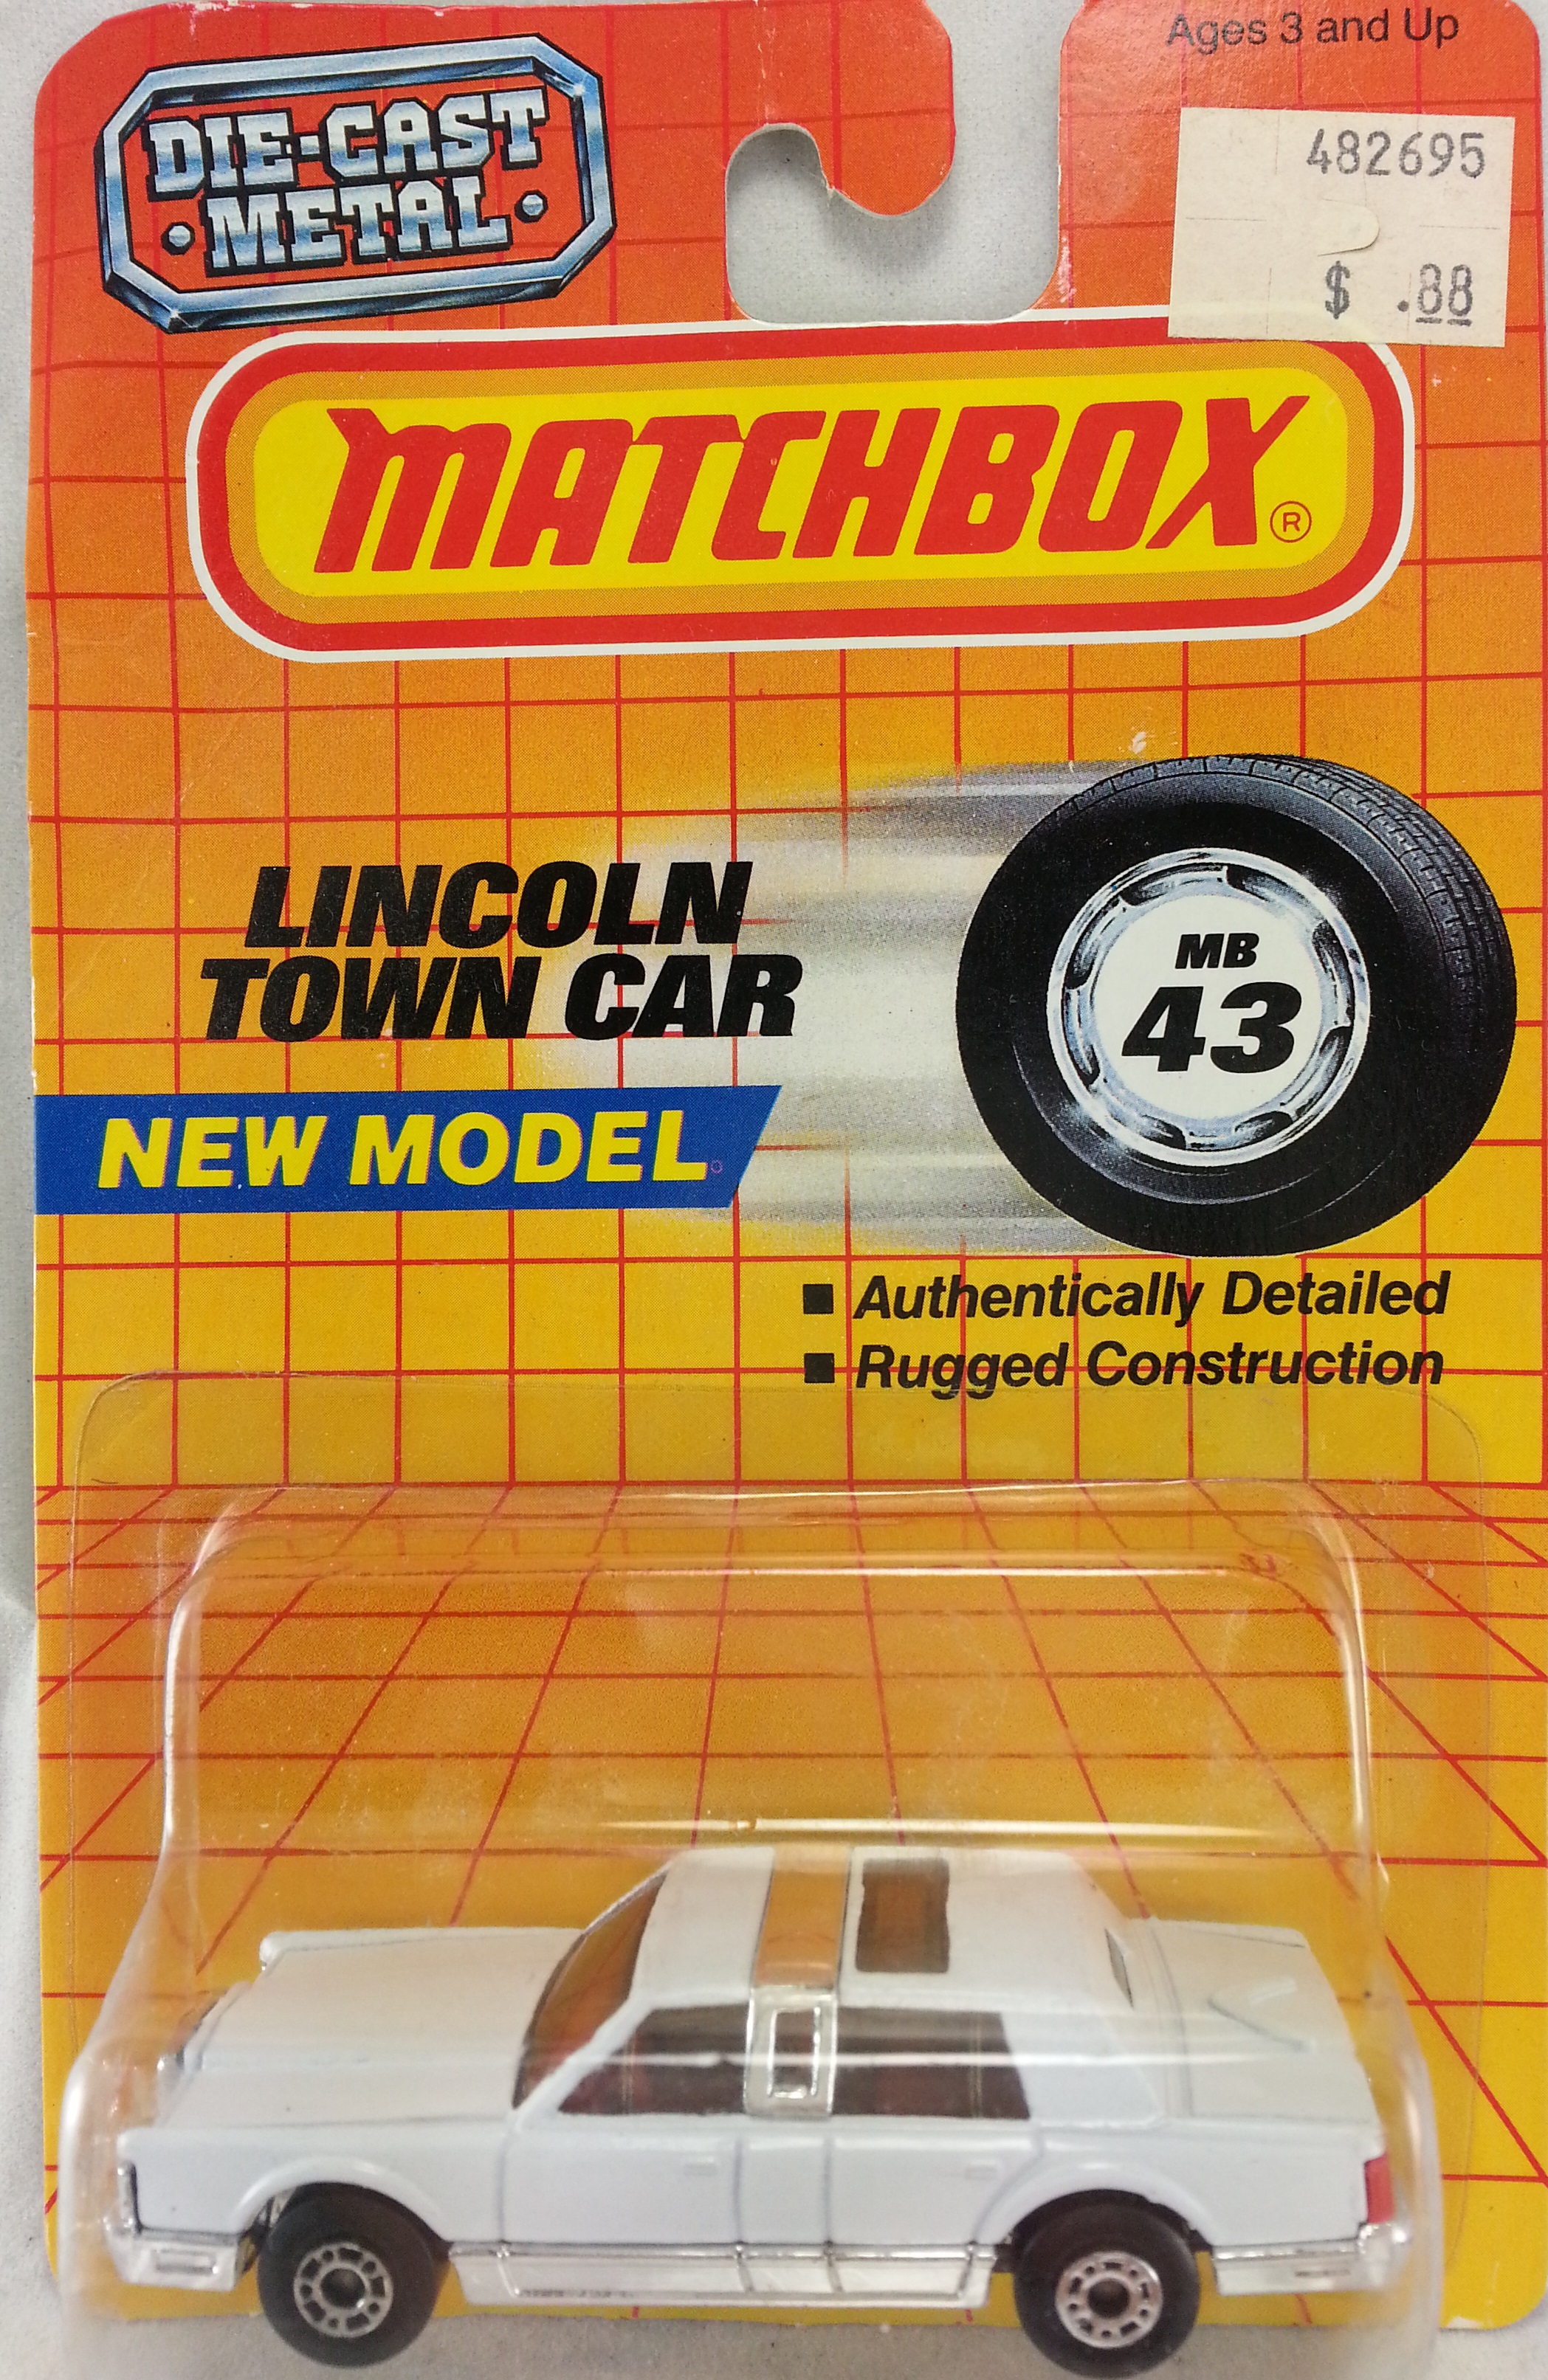 Ages 3 and Up
DIE-CAST
METAL
482695
$ .88
MATCHBOX®
LINCOLN
TOWN CAR
MB
43
NEW MODEL
■ Authentically Detailed
■ Rugged Construction